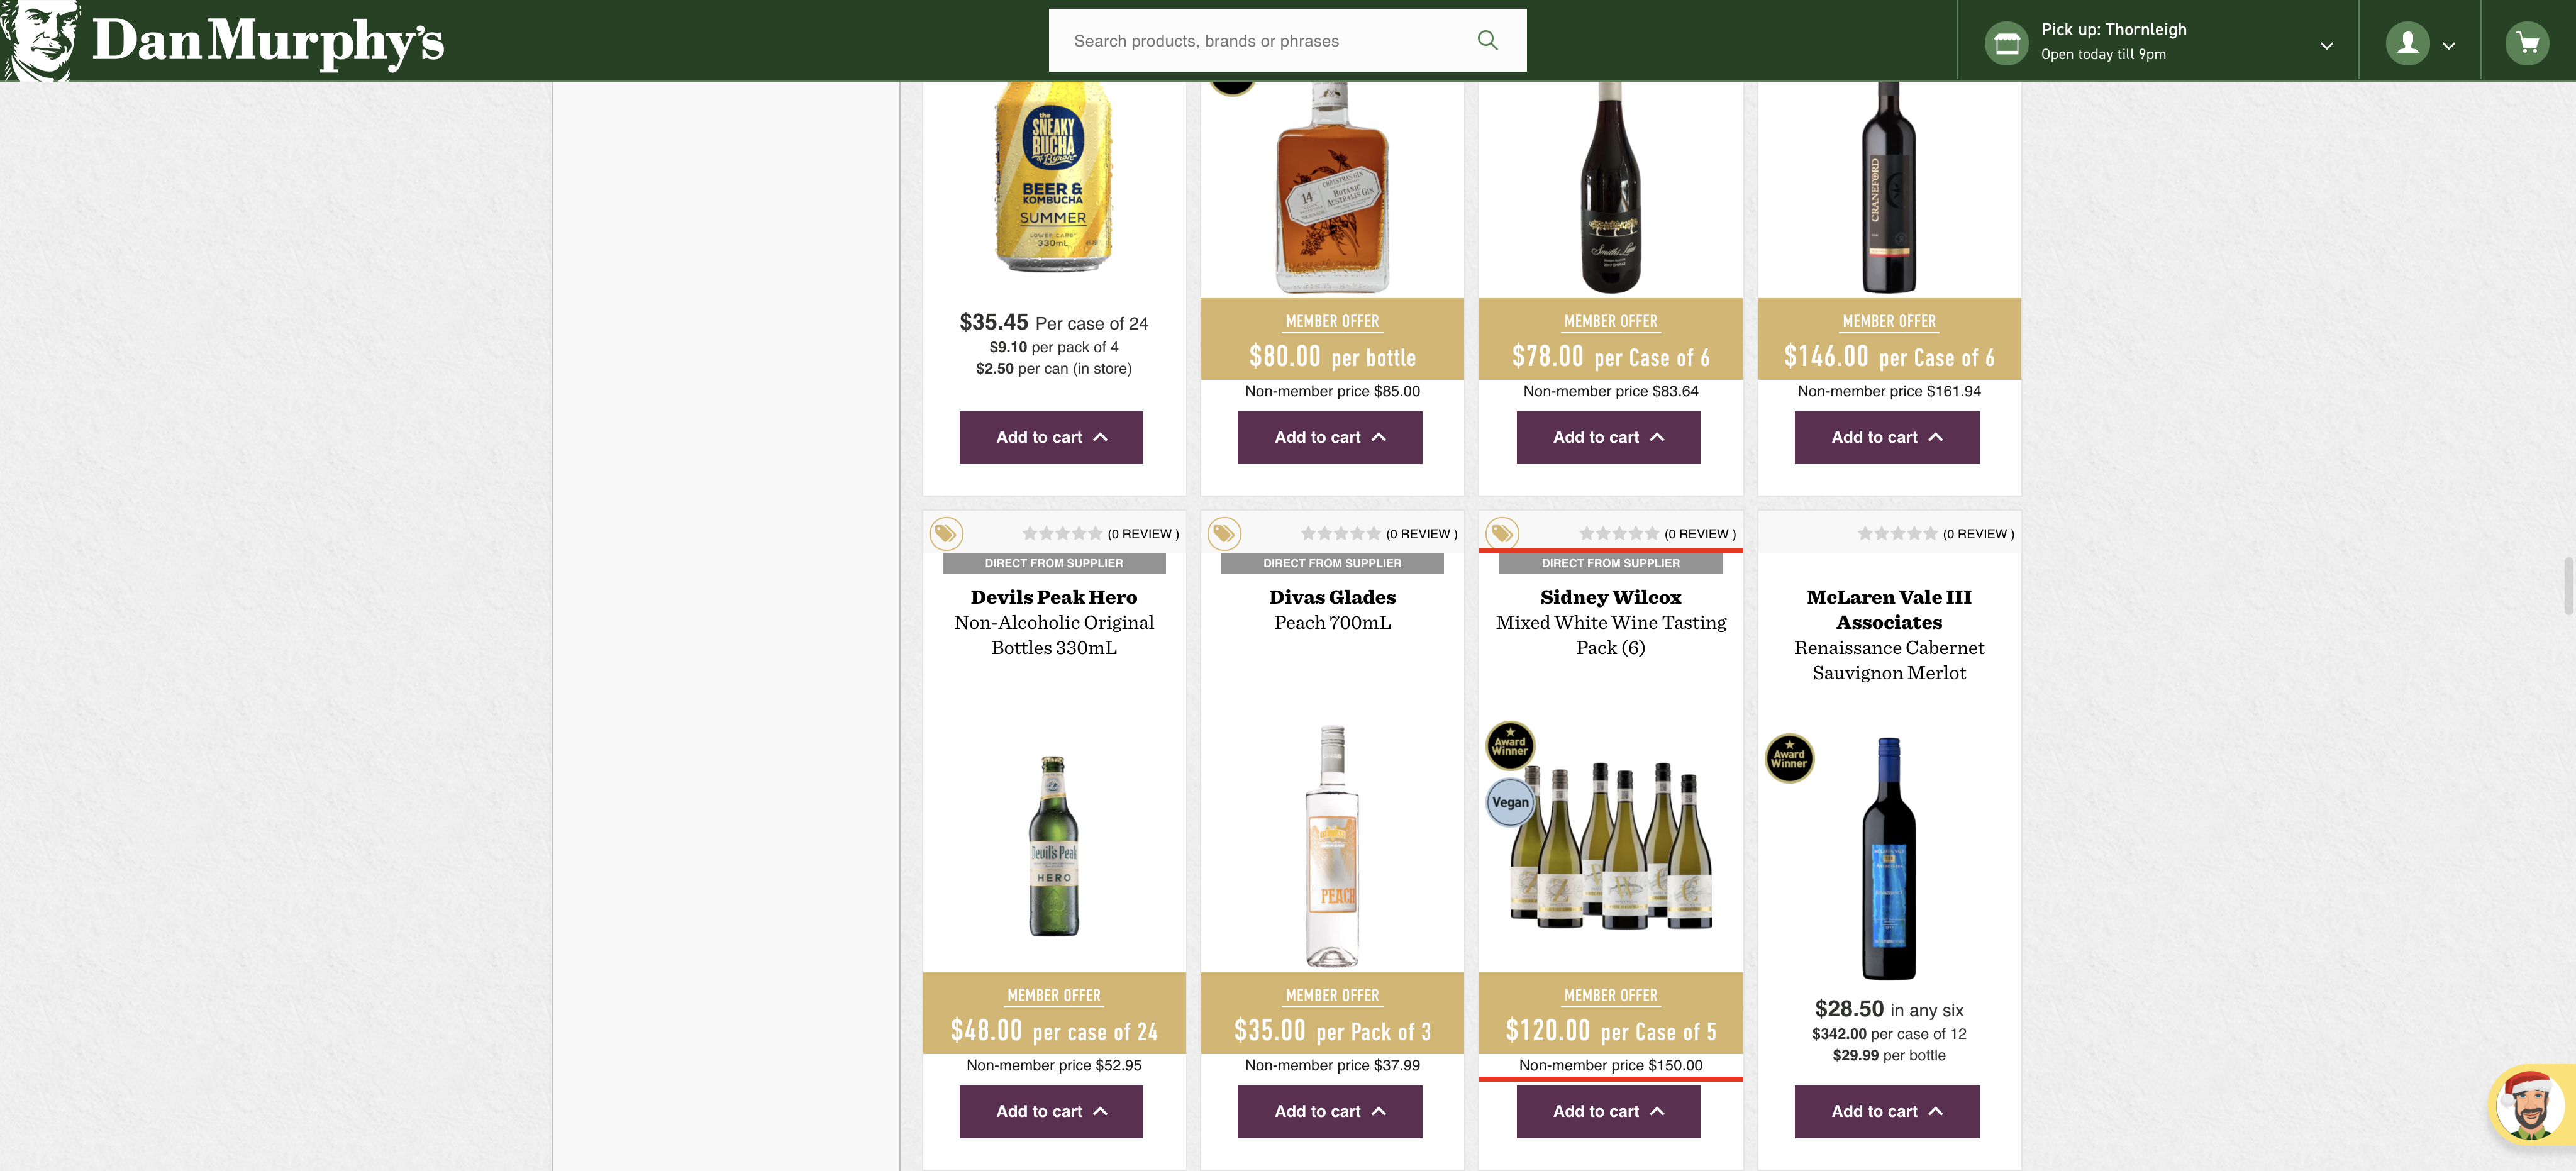 Dan Murphy's
Search products, brands or phrases
Pick up: Thornleigh
Open today till 9pm
the
SNEAKY
BUCHA
of Byron
BEER &
KOMBUCHA
SUMMER
LOWER CARB
330mL
14
CHRISTMAS GIN
BOTANIC
AUSTRALIS GIN
Smiths Lane
CRANEFORD
$35.45 Per case of 24
$9.10 per pack of 4
$2.50 per can (in store)
Add to cart
MEMBER OFFER
$80.00 per bottle
Non-member price $85.00
Add to cart
MEMBER OFFER
$78.00 per Case of 6
Non-member price $83.64
Add to cart
MEMBER OFFER
$146.00 per Case of 6
Non-member price $161.94
Add to cart
(0 REVIEW )
DIRECT FROM SUPPLIER
Devils Peak Hero
Non-Alcoholic Original
Bottles 330mL
Devil's Peak
HERO
MEMBER OFFER
$48.00 per case of 24
Non-member price $52.95
Add to cart
(0 REVIEW )
DIRECT FROM SUPPLIER
Divas Glades
Peach 700mL
PEACH
MEMBER OFFER
$35.00 per Pack of 3
Non-member price $37.99
Add to cart
(0 REVIEW )
DIRECT FROM SUPPLIER
Sidney Wilcox
Mixed White Wine Tasting
Pack (6)
Award
Winner
Vegan
MEMBER OFFER
$120.00 per Case of 5
Non-member price $150.00
Add to cart
(0 REVIEW )
McLaren Vale III
Associates
Renaissance Cabernet
Sauvignon Merlot
Award
Winner
$28.50 in any six
$342.00 per case of 12
$29.99 per bottle
Add to cart